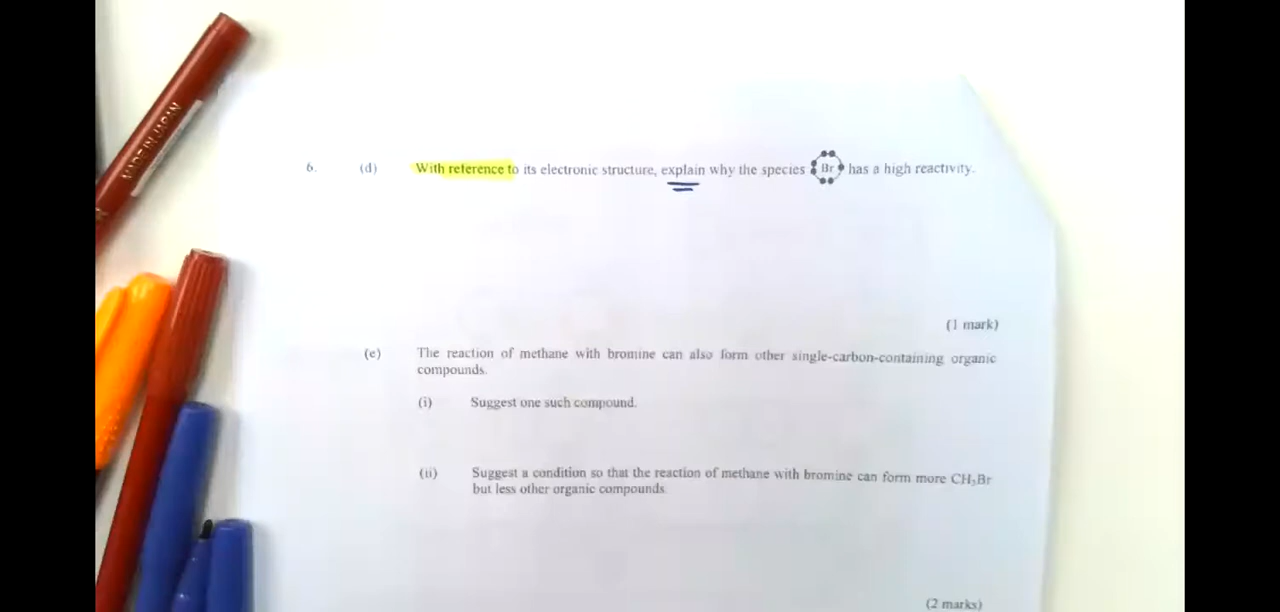 MADE IN JAPAN
6. (d) With reference to its electronic structure, explain why the species Br has a high reactivity.
(1 mark)
(e) The reaction of methane with bromine can also form other single-carbon-containing organic
compounds.
(i) Suggest one such compound.
(ii) Suggest a condition so that the reaction of methane with bromine can form more CH₃Br
but less other organic compounds.
(2 marks)